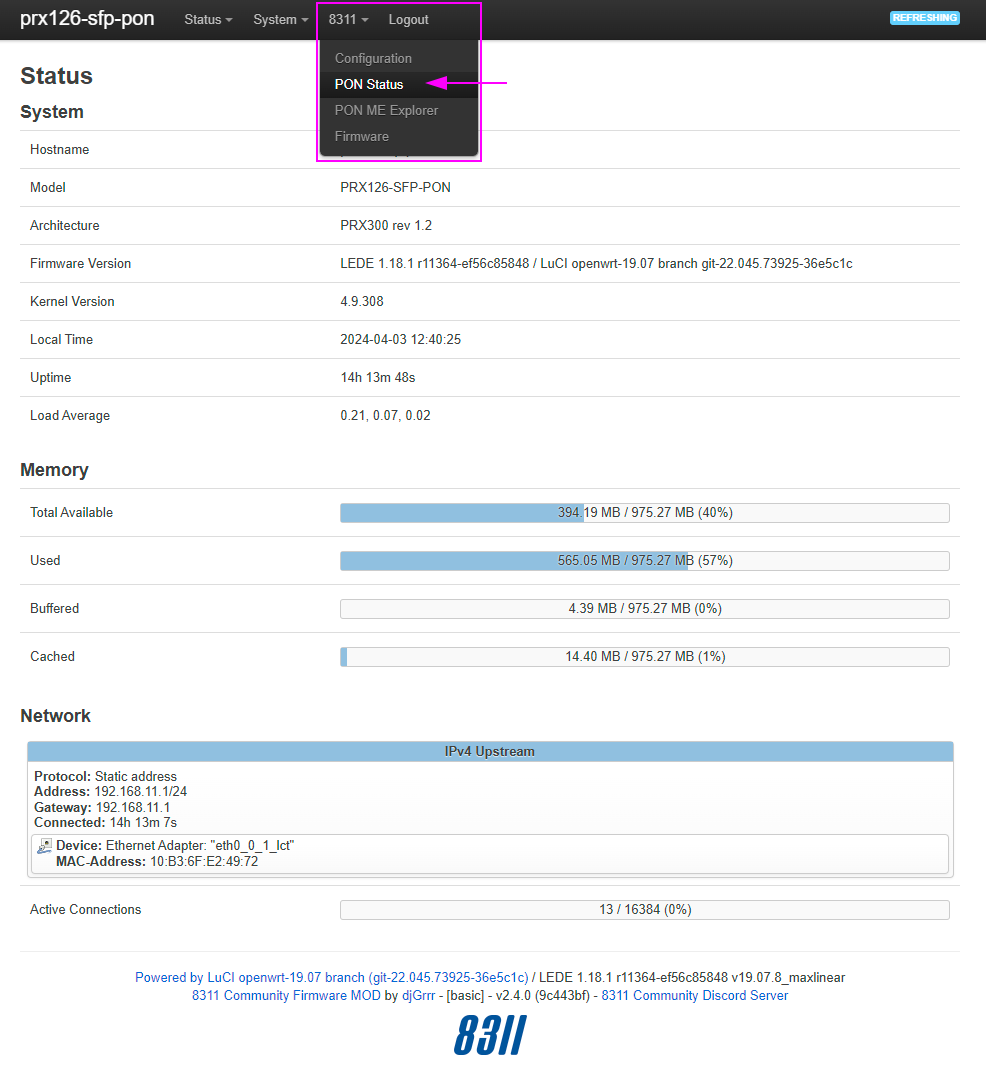 prx126-sfp-pon Status System 8311 Logout REFRESHING
Configuration
PON Status
PON ME Explorer
Firmware
Status
System
Hostname
Model PRX126-SFP-PON
Architecture PRX300 rev 1.2
Firmware Version LEDE 1.18.1 r11364-ef56c85848 / LuCI openwrt-19.07 branch git-22.045.73925-36e5c1c
Kernel Version 4.9.308
Local Time 2024-04-03 12:40:25
Uptime 14h 13m 48s
Load Average 0.21, 0.07, 0.02
Memory
Total Available 394.19 MB / 975.27 MB (40%)
Used 565.05 MB / 975.27 MB (57%)
Buffered 4.39 MB / 975.27 MB (0%)
Cached 14.40 MB / 975.27 MB (1%)
Network
IPv4 Upstream
Protocol: Static address
Address: 192.168.11.1/24
Gateway: 192.168.11.1
Connected: 14h 13m 7s
Device: Ethernet Adapter: "eth0_0_1_lct"
MAC-Address: 10:B3:6F:E2:49:72
Active Connections 13 / 16384 (0%)
Powered by LuCI openwrt-19.07 branch (git-22.045.73925-36e5c1c) / LEDE 1.18.1 r11364-ef56c85848 v19.07.8_maxlinear
8311 Community Firmware MOD by djGrrr - [basic] - v2.4.0 (9c443bf) - 8311 Community Discord Server
8311